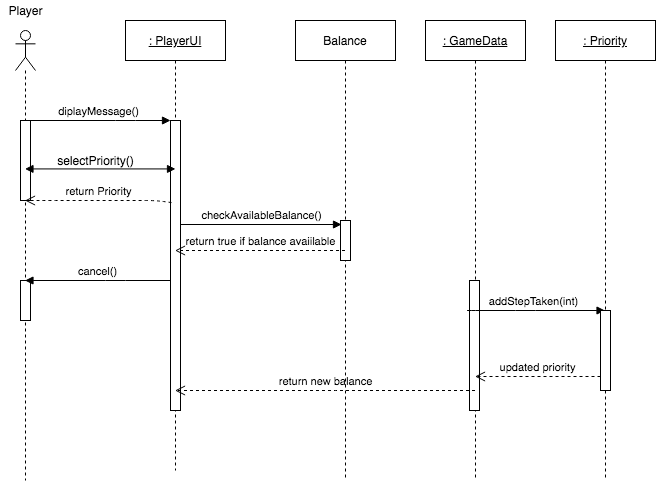 Player
: PlayerUI
Balance
: GameData
: Priority
diplayMessage()
selectPriority()
return Priority
checkAvailableBalance()
return true if balance avaiilable
cancel()
addStepTaken(int)
updated priority
return new balance